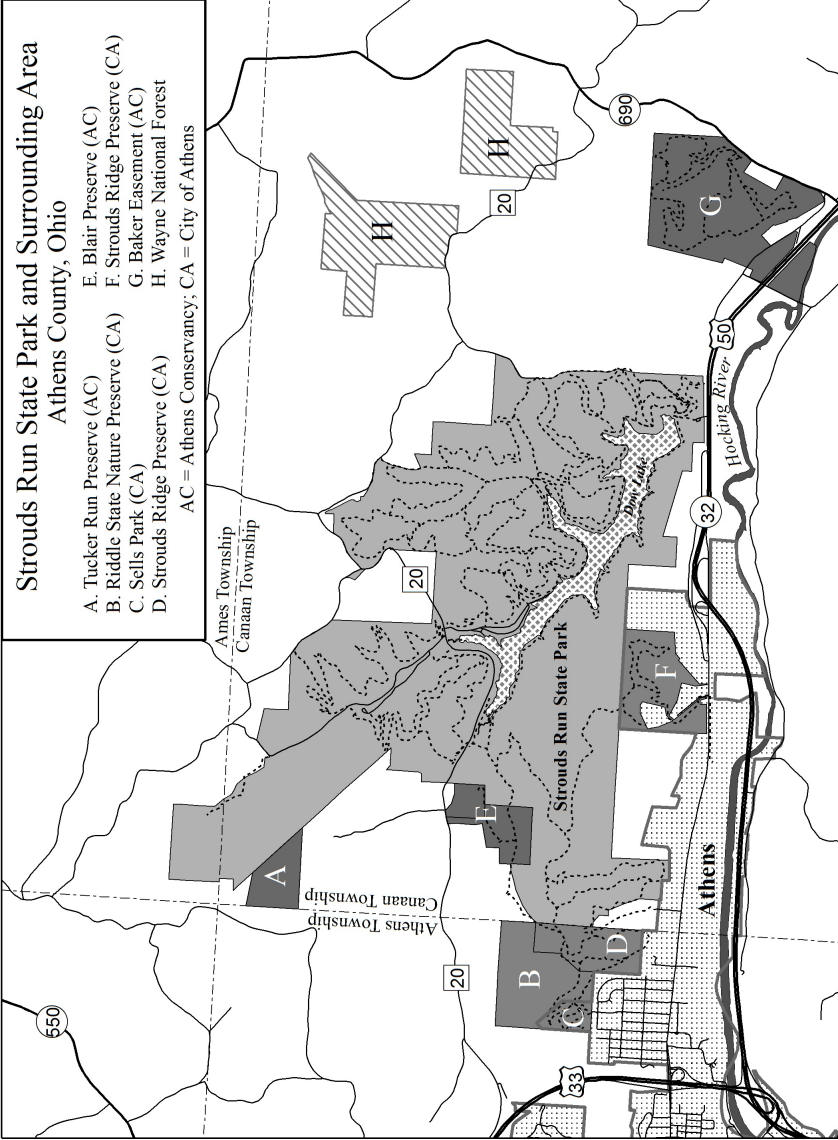 Strouds Run State Park and Surrounding Area
Athens County, Ohio
A. Tucker Run Preserve (AC)
B. Riddle State Nature Preserve (CA)
C. Sells Park (CA)
D. Strouds Ridge Preserve (CA)
E. Blair Preserve (AC)
F. Strouds Ridge Preserve (CA)
G. Baker Easement (AC)
H. Wayne National Forest
AC = Athens Conservancy; CA = City of Athens
Ames Township
Canaan Township
Athens Township
Canaan Township
550
20
33
20
20
690
50
32
Hocking River
Dow Lake
Strouds Run State Park
Athens
A
B
C
D
E
F
G
H
H